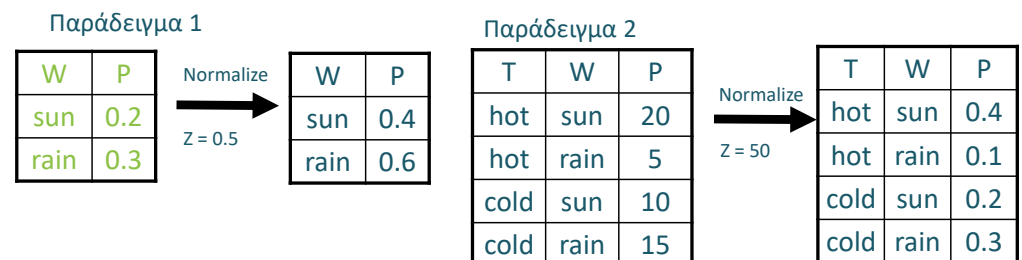 Παράδειγμα 1
W P
sun 0.2
rain 0.3
Normalize
Z = 0.5
W P
sun 0.4
rain 0.6
Παράδειγμα 2
T W P
hot sun 20
hot rain 5
cold sun 10
cold rain 15
Normalize
Z = 50
T W P
hot sun 0.4
hot rain 0.1
cold sun 0.2
cold rain 0.3